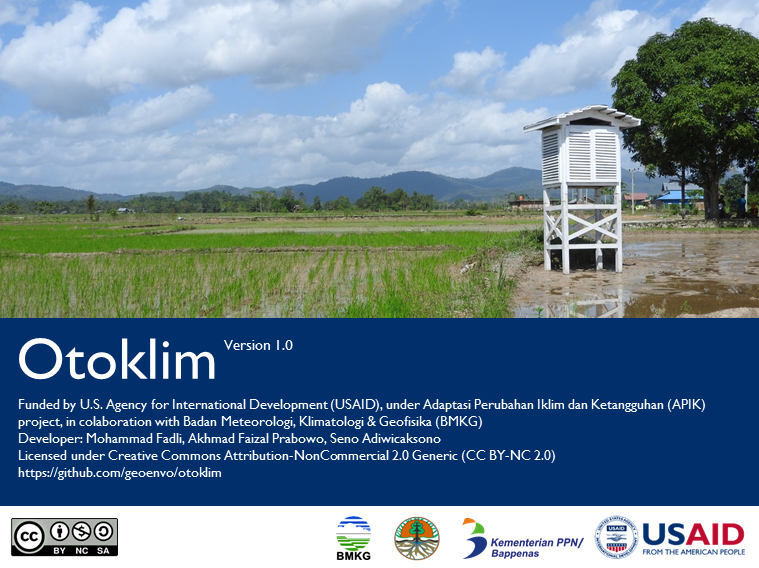 Otoklim Version 1.0
Funded by U.S. Agency for International Development (USAID), under Adaptasi Perubahan Iklim dan Ketangguhan (APIK)
project, in colaboration with Badan Meteorologi, Klimatologi & Geofisika (BMKG)
Developer: Mohammad Fadli, Akhmad Faizal Prabowo, Seno Adiwicaksono
Licensed under Creative Commons Attribution-NonCommercial 2.0 Generic (CC BY-NC 2.0)
https://github.com/geoenvo/otoklim
cc $
BY NC SA
BMKG
Kementerian PPN/
Bappenas
USAID
USAID
FROM THE AMERICAN PEOPLE